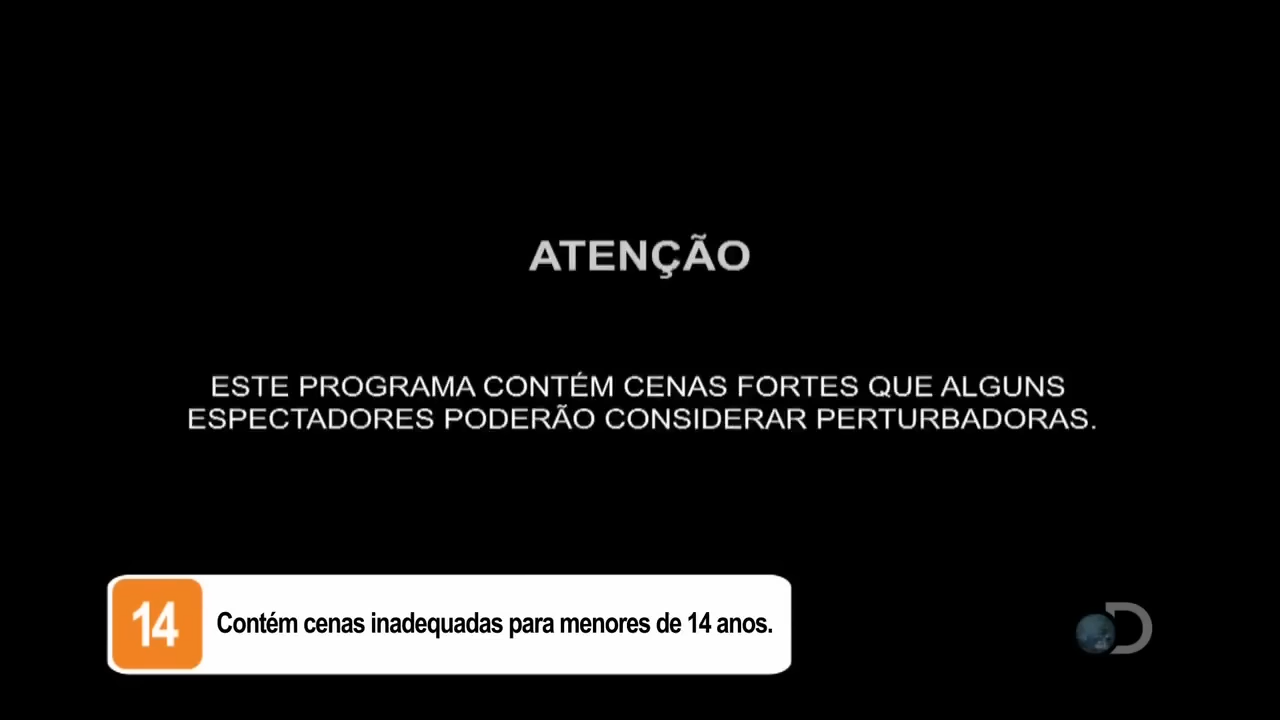 ATENÇÃO
ESTE PROGRAMA CONTÉM CENAS FORTES QUE ALGUNS
ESPECTADORES PODERÃO CONSIDERAR PERTURBADORAS.
14 Contém cenas inadequadas para menores de 14 anos.
D